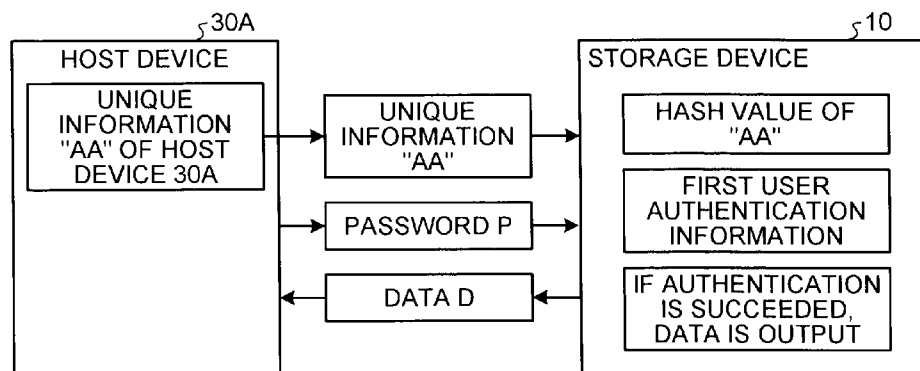 30A
HOST DEVICE
UNIQUE
INFORMATION
"AA" OF HOST
DEVICE 30A
UNIQUE
INFORMATION
"AA"
PASSWORD P
DATA D
10
STORAGE DEVICE
HASH VALUE OF
"AA"
FIRST USER
AUTHENTICATION
INFORMATION
IF AUTHENTICATION
IS SUCCEEDED,
DATA IS OUTPUT